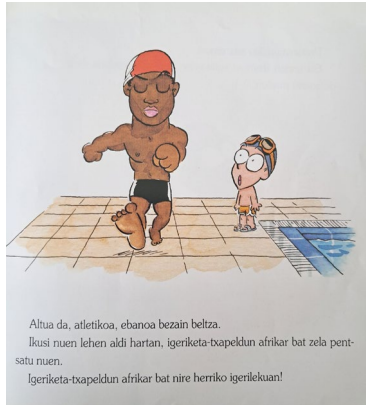 Altua da, atletikoa, ebanoa bezain beltza.
Ikusi nuen lehen aldi hartan, igeriketa-txapeldun afrikar bat zela pent-
satu nuen.
Igeriketa-txapeldun afrikar bat nire herriko igerilekuan!